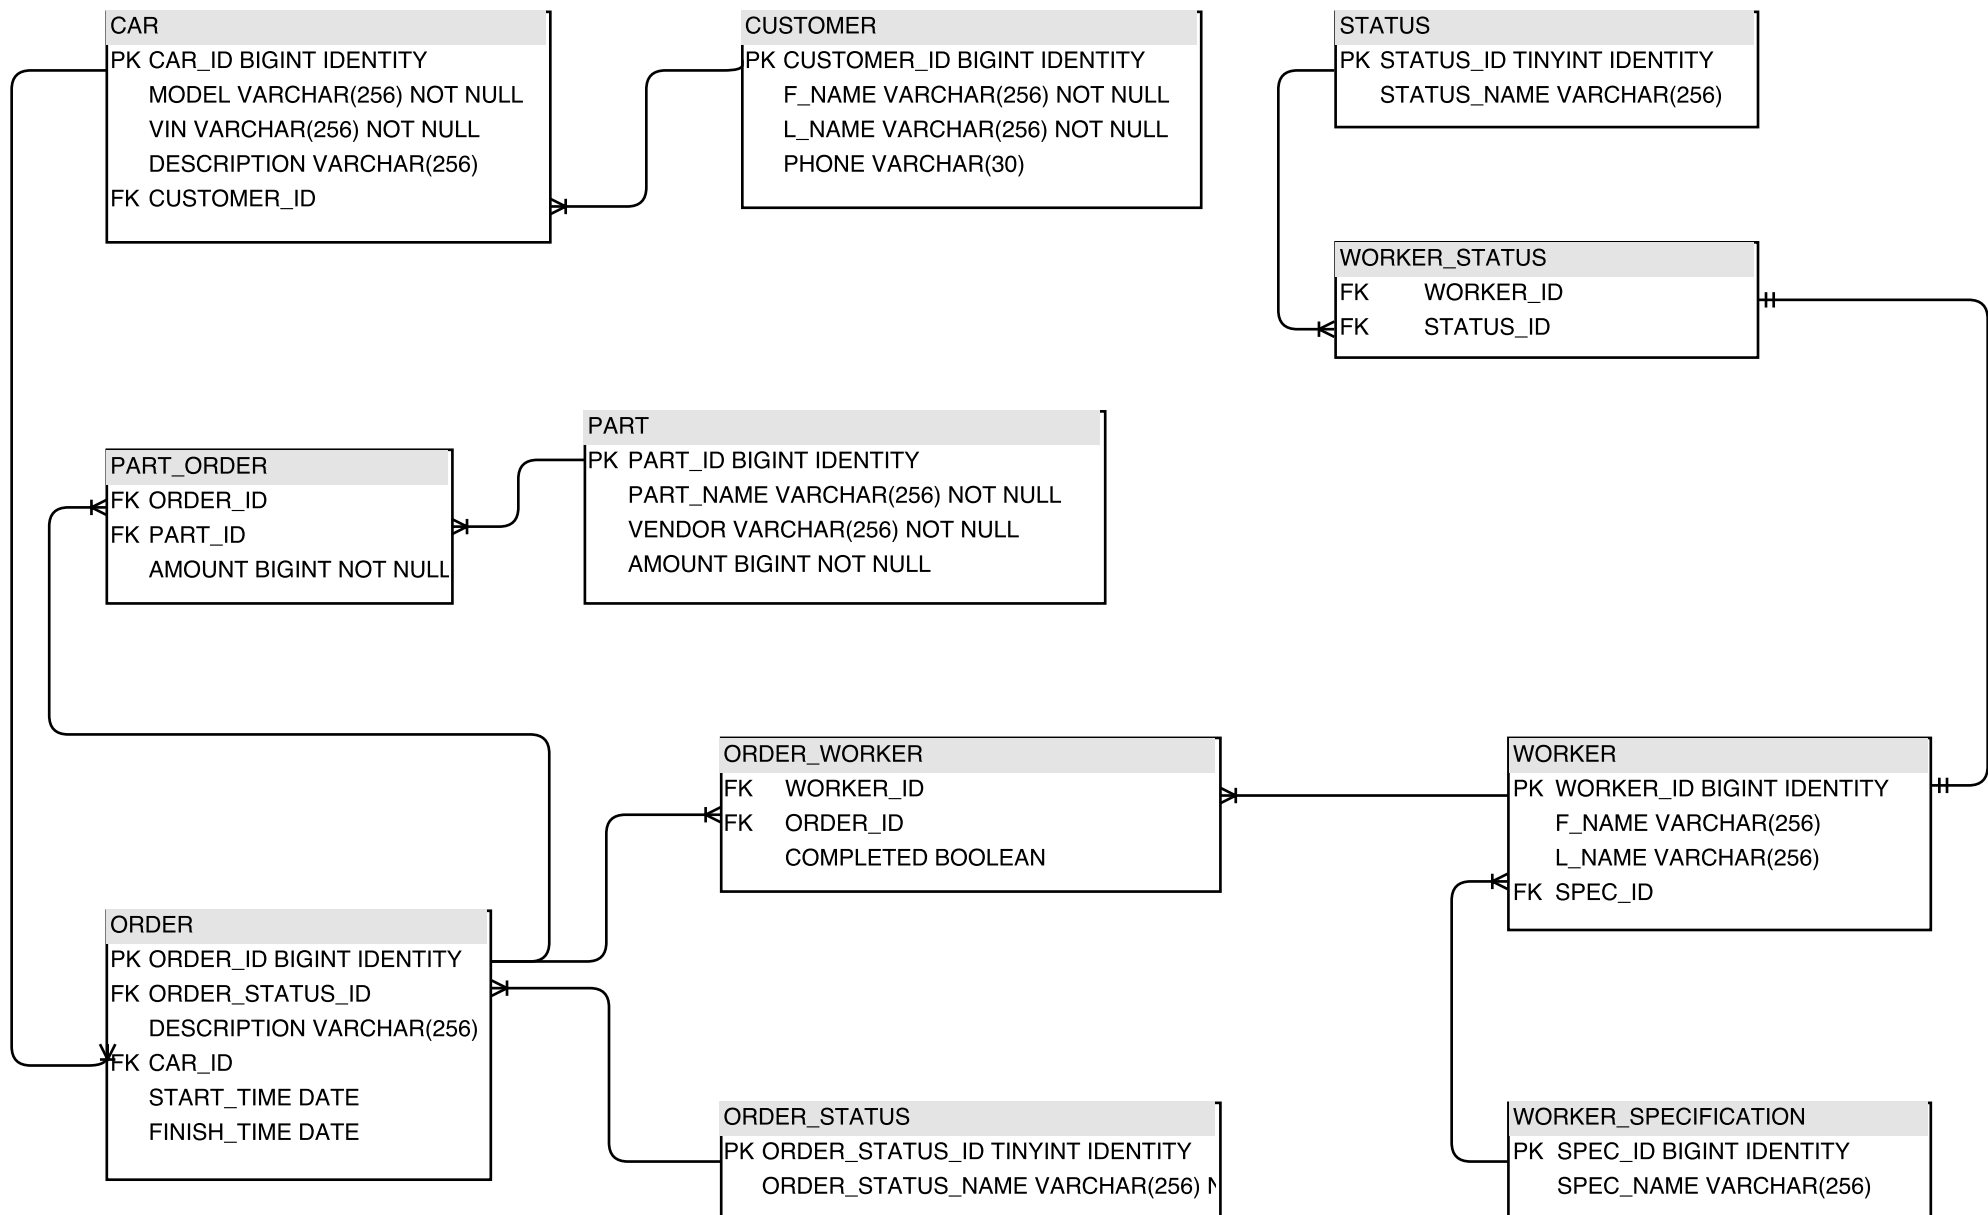 CAR
PK CAR_ID BIGINT IDENTITY
MODEL VARCHAR(256) NOT NULL
VIN VARCHAR(256) NOT NULL
DESCRIPTION VARCHAR(256)
FK CUSTOMER_ID
CUSTOMER
PK CUSTOMER_ID BIGINT IDENTITY
F_NAME VARCHAR(256) NOT NULL
L_NAME VARCHAR(256) NOT NULL
PHONE VARCHAR(30)
STATUS
PK STATUS_ID TINYINT IDENTITY
STATUS_NAME VARCHAR(256)
WORKER_STATUS
FK WORKER_ID
FK STATUS_ID
PART_ORDER
FK ORDER_ID
FK PART_ID
AMOUNT BIGINT NOT NULL
PART
PK PART_ID BIGINT IDENTITY
PART_NAME VARCHAR(256) NOT NULL
VENDOR VARCHAR(256) NOT NULL
AMOUNT BIGINT NOT NULL
ORDER_WORKER
FK WORKER_ID
FK ORDER_ID
COMPLETED BOOLEAN
WORKER
PK WORKER_ID BIGINT IDENTITY
F_NAME VARCHAR(256)
L_NAME VARCHAR(256)
FK SPEC_ID
ORDER
PK ORDER_ID BIGINT IDENTITY
FK ORDER_STATUS_ID
DESCRIPTION VARCHAR(256)
FK CAR_ID
START_TIME DATE
FINISH_TIME DATE
ORDER_STATUS
PK ORDER_STATUS_ID TINYINT IDENTITY
ORDER_STATUS_NAME VARCHAR(256)
WORKER_SPECIFICATION
PK SPEC_ID BIGINT IDENTITY
SPEC_NAME VARCHAR(256)